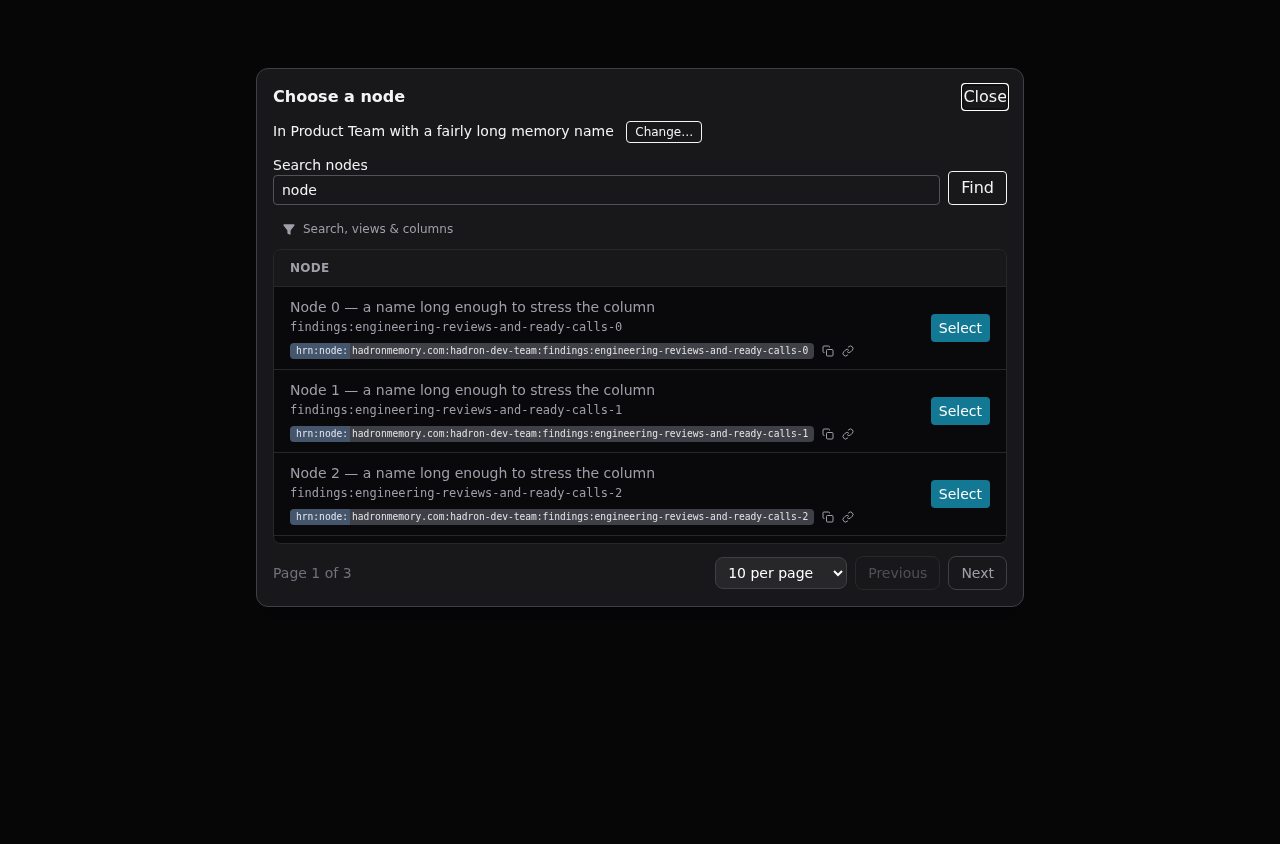 Choose a node
Close
In Product Team with a fairly long memory name
Change…
Search nodes
node
Find
Search, views & columns
NODE
Node 0 — a name long enough to stress the column
findings:engineering-reviews-and-ready-calls-0
hrn:node:hadronmemory.com:hadron-dev-team:findings:engineering-reviews-and-ready-calls-0
Select
Node 1 — a name long enough to stress the column
findings:engineering-reviews-and-ready-calls-1
hrn:node:hadronmemory.com:hadron-dev-team:findings:engineering-reviews-and-ready-calls-1
Select
Node 2 — a name long enough to stress the column
findings:engineering-reviews-and-ready-calls-2
hrn:node:hadronmemory.com:hadron-dev-team:findings:engineering-reviews-and-ready-calls-2
Select
Page 1 of 3
10 per page
Previous
Next